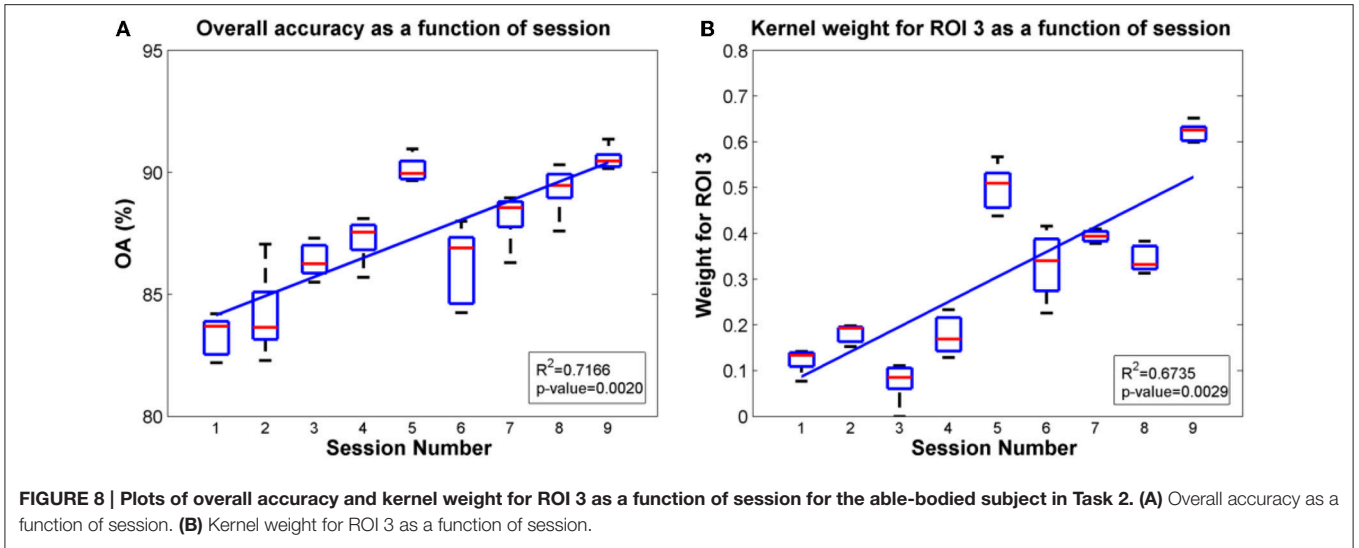 A Overall accuracy as a function of session
95
90
85
80
OA (%)
1 2 3 4 5 6 7 8 9
Session Number
R²=0.7166
p-value=0.0020
B Kernel weight for ROI 3 as a function of session
0.8
0.7
0.6
0.5
0.4
0.3
0.2
0.1
0
Weight for ROI 3
1 2 3 4 5 6 7 8 9
Session Number
R²=0.6735
p-value=0.0029
FIGURE 8 | Plots of overall accuracy and kernel weight for ROI 3 as a function of session for the able-bodied subject in Task 2. (A) Overall accuracy as a
function of session. (B) Kernel weight for ROI 3 as a function of session.